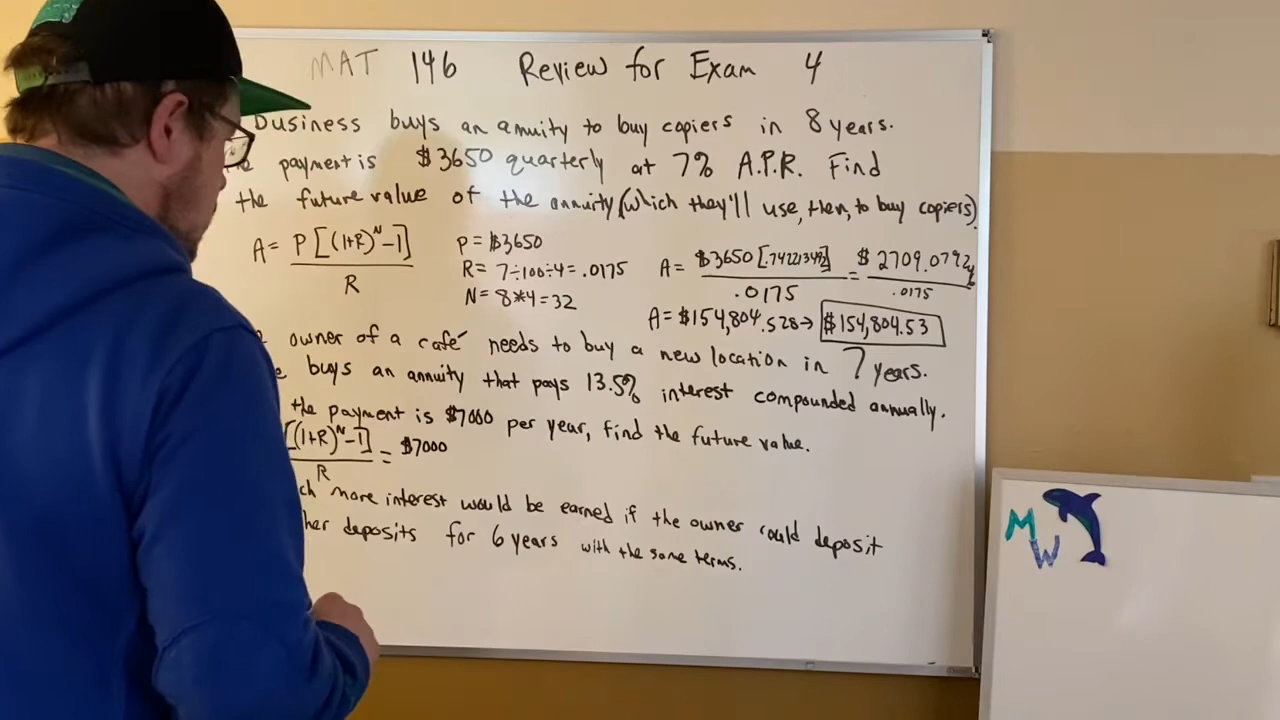 MAT 146 Review for Exam 4
business buys an annuity to buy copiers in 8 years.
payment is $3650 quarterly at 7% A.P.R. Find
the future value of the annuity (which they'll use, then, to buy copiers).
A = P[(1+R)^N -1] / R
P = $3650
R = 7÷100÷4 = .0175
N = 8*4 = 32
A = $3650[.74221349] / .0175 = $2709.0792 / .0175
A = $154,804.528 → $154,804.53
owner of a café needs to buy a new location in 7 years.
buys an annuity that pays 13.5% interest compounded annually.
the payment is $7000 per year, find the future value.
[(1+R)^N -1] / R = $7000
more interest would be earned if the owner could deposit
deposits for 6 years with the same terms.
MW